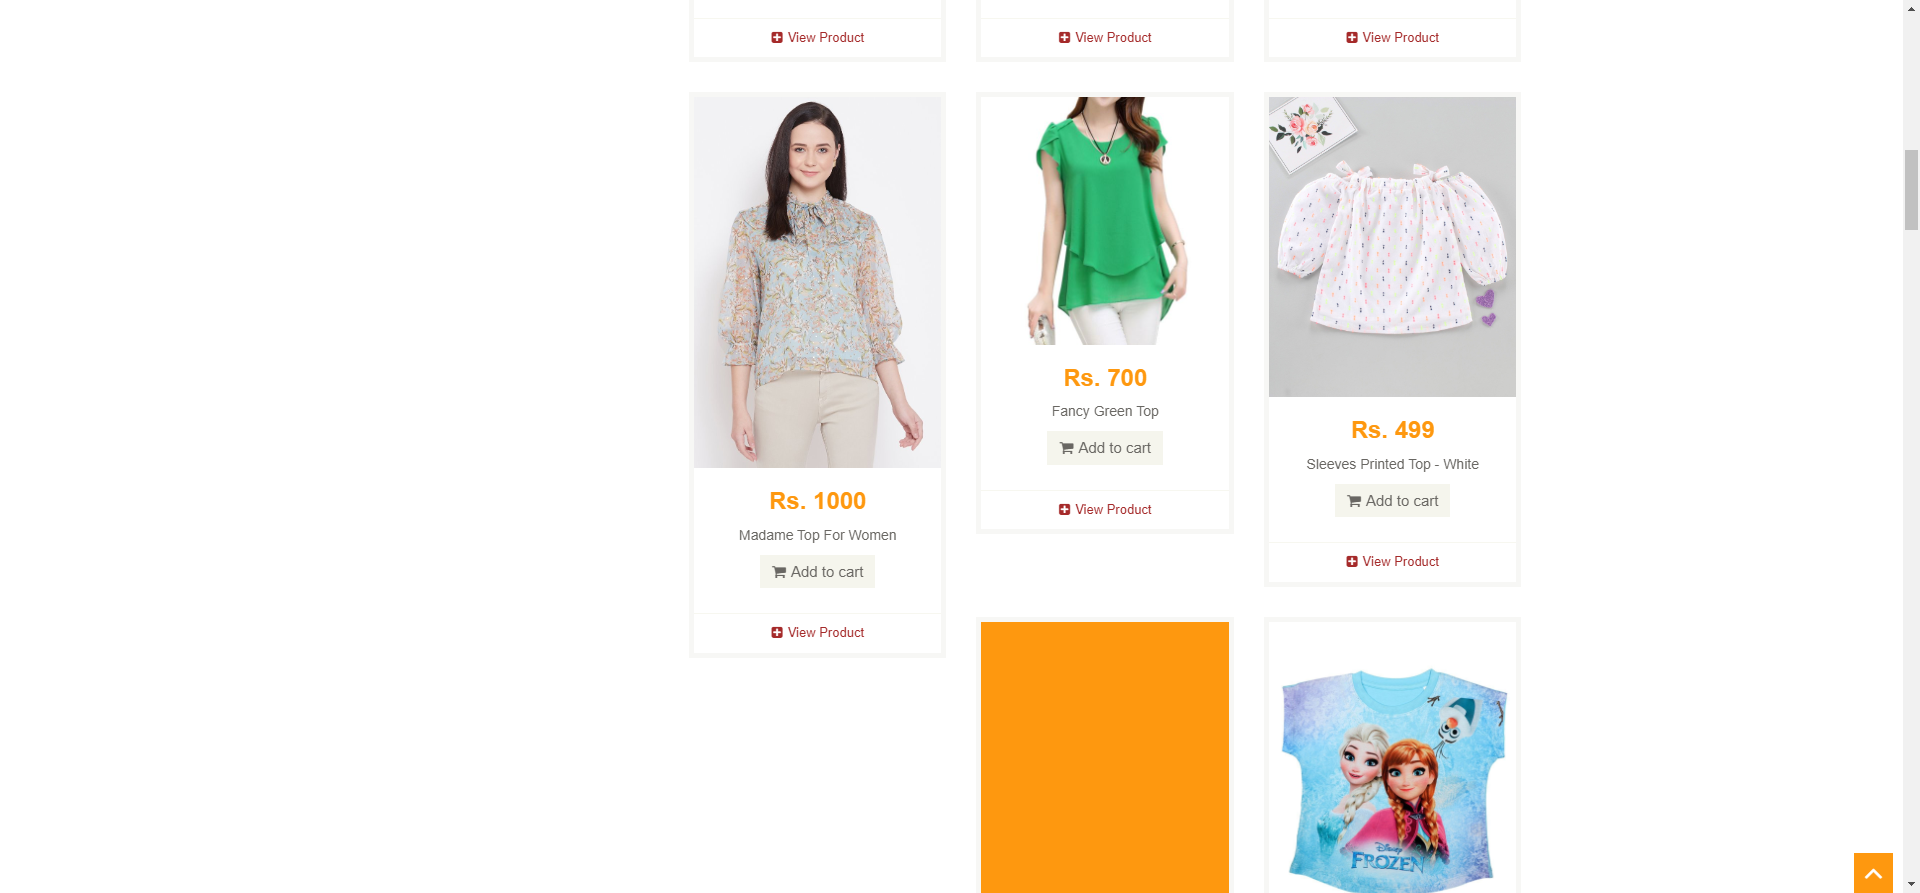 View Product
View Product
View Product
Rs. 1000
Madame Top For Women
Add to cart
View Product
Rs. 700
Fancy Green Top
Add to cart
View Product
Rs. 499
Sleeves Printed Top - White
Add to cart
View Product
Disney
FROZEN